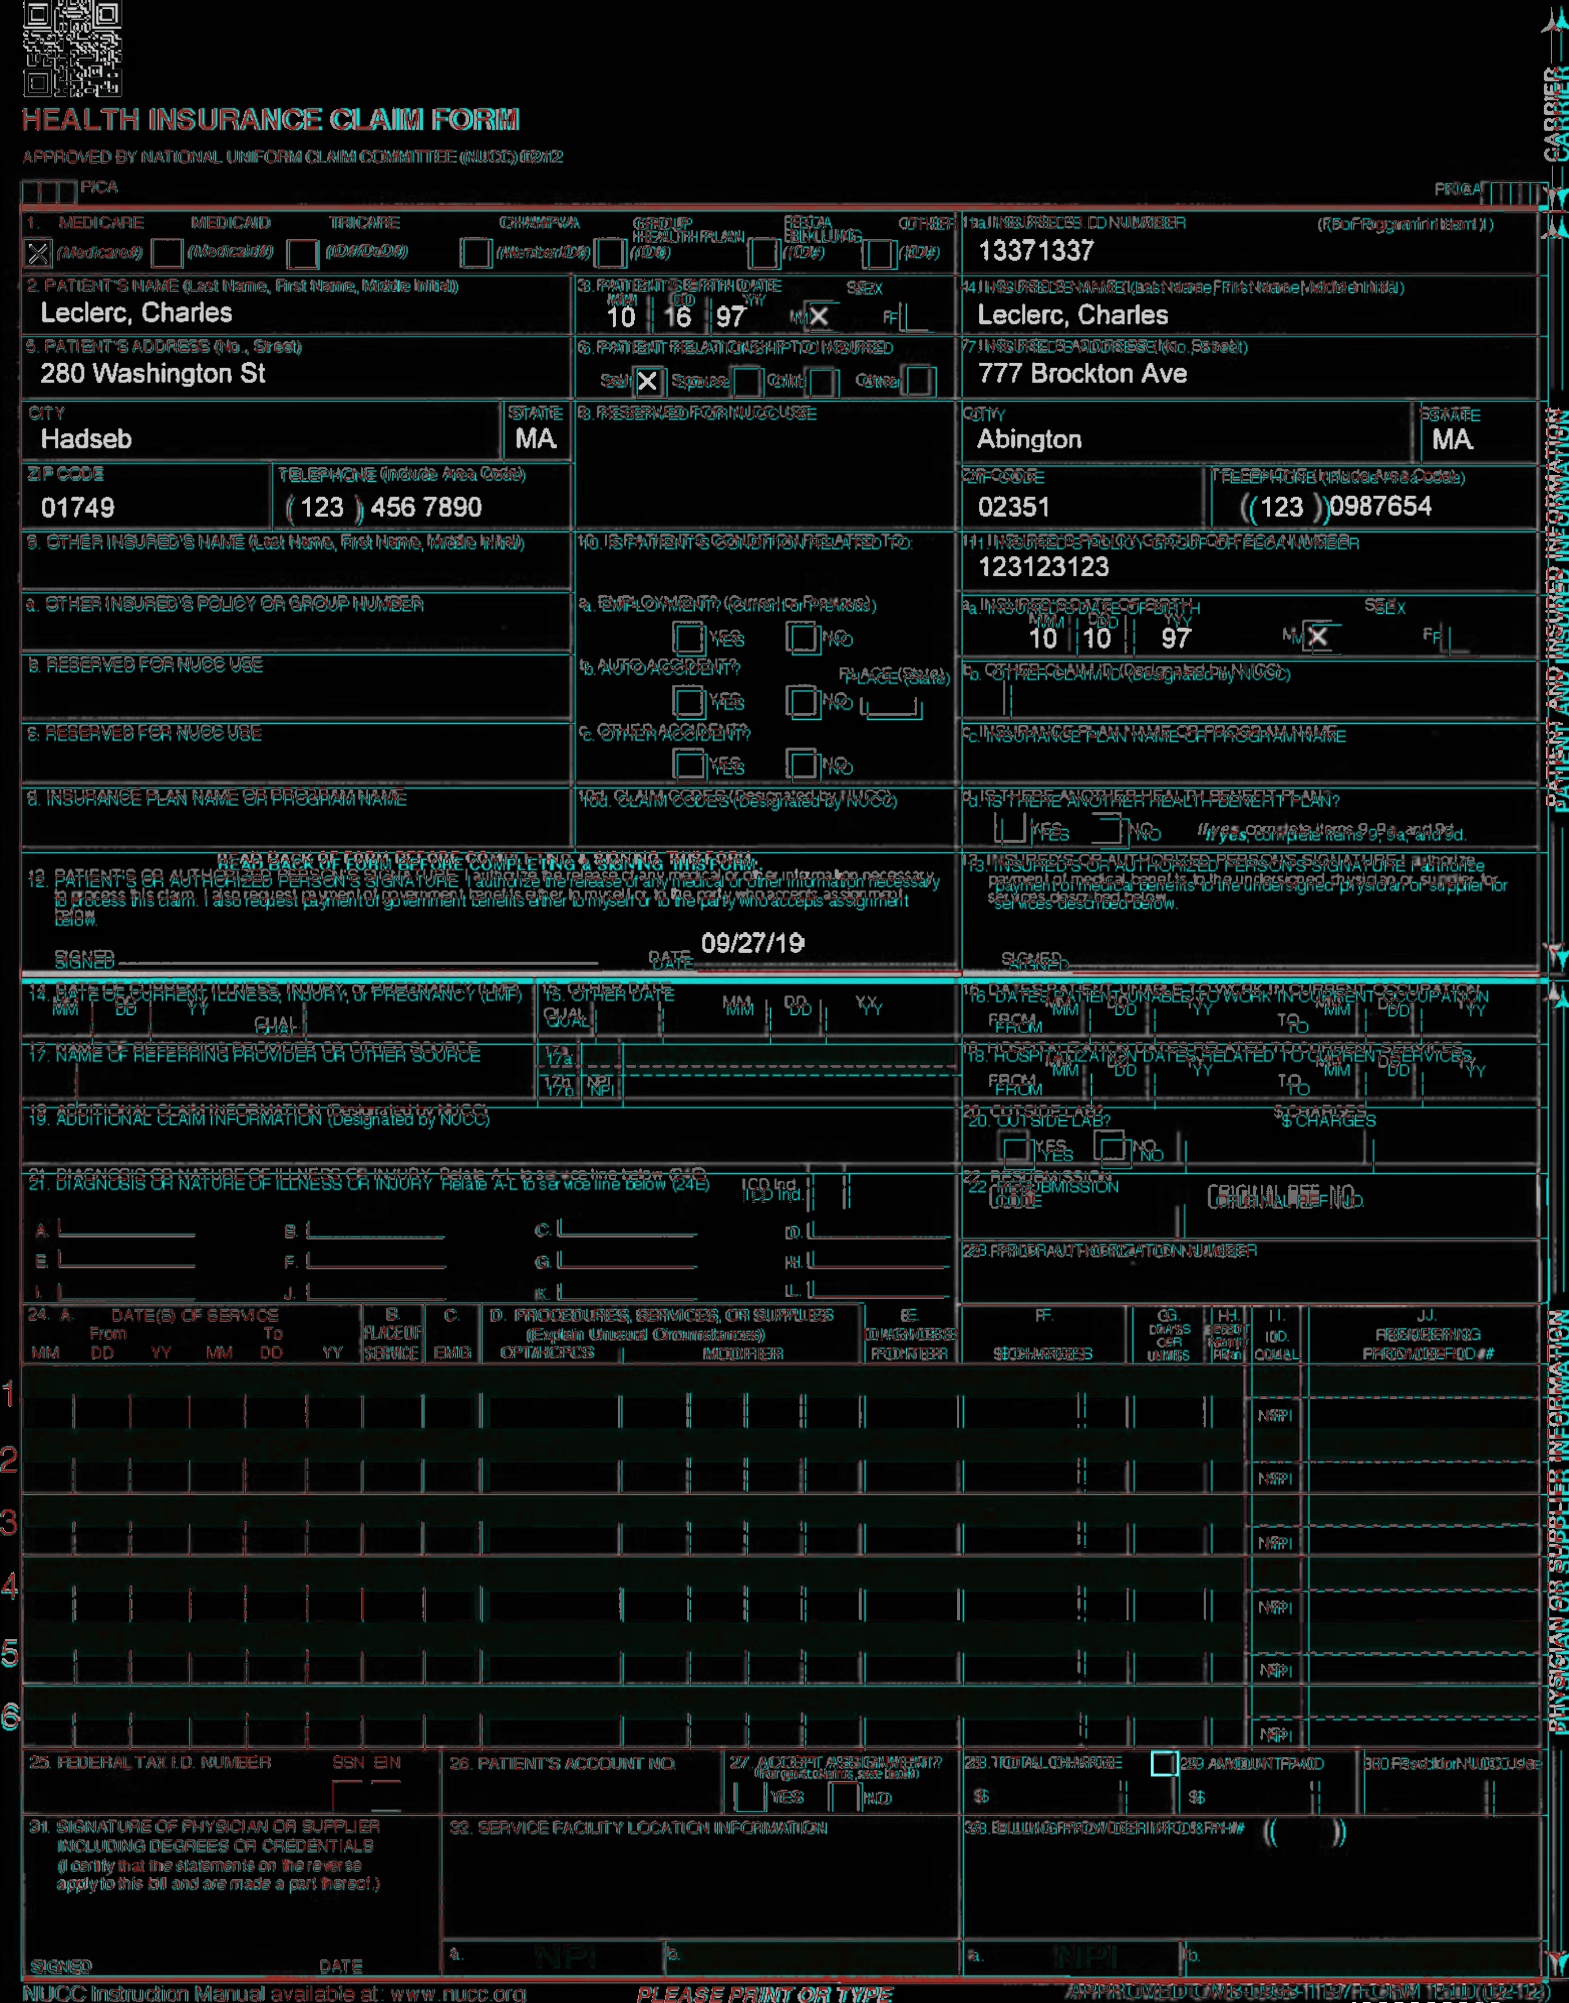 HEALTH INSURANCE CLAIM FORM
APPROVED BY NATIONAL UNIFORM CLAIM COMMITTEE (NUCC) 02/12
PICA
PICA
CARRIER
1. MEDICARE MEDICAID TRICARE CHAMPVA GROUP HEALTH PLAN FECA BLK LUNG OTHER
(Medicare#) (Medicaid#) (ID#/DoD#) (Member ID#) (ID#) (ID#) (ID#)
1a. INSURED'S I.D. NUMBER (For Program in Item 1)
13371337
2. PATIENT'S NAME (Last Name, First Name, Middle Initial)
Leclerc, Charles
3. PATIENT'S BIRTH DATE SEX
MM DD YY
10 16 97 M X F
4. INSURED'S NAME (Last Name, First Name, Middle Initial)
Leclerc, Charles
5. PATIENT'S ADDRESS (No., Street)
280 Washington St
6. PATIENT RELATIONSHIP TO INSURED
Self X Spouse Child Other
7. INSURED'S ADDRESS (No., Street)
777 Brockton Ave
CITY STATE
Hadseb MA
8. RESERVED FOR NUCC USE
CITY STATE
Abington MA
ZIP CODE TELEPHONE (Include Area Code)
01749 (123) 456 7890
ZIP CODE TELEPHONE (Include Area Code)
02351 (123) 0987654
9. OTHER INSURED'S NAME (Last Name, First Name, Middle Initial)
10. IS PATIENT'S CONDITION RELATED TO:
11. INSURED'S POLICY GROUP OR FECA NUMBER
123123123
a. OTHER INSURED'S POLICY OR GROUP NUMBER
a. EMPLOYMENT? (Current or Previous)
YES NO
a. INSURED'S DATE OF BIRTH SEX
MM DD YY
10 10 97 M X F
b. RESERVED FOR NUCC USE
b. AUTO ACCIDENT? PLACE (State)
YES NO
b. OTHER CLAIM ID (Designated by NUCC)
c. RESERVED FOR NUCC USE
c. OTHER ACCIDENT?
YES NO
c. INSURANCE PLAN NAME OR PROGRAM NAME
d. INSURANCE PLAN NAME OR PROGRAM NAME
10d. CLAIM CODES (Designated by NUCC)
d. IS THERE ANOTHER HEALTH BENEFIT PLAN?
YES NO If yes, complete items 9, 9a, and 9d.
READ BACK OF FORM BEFORE COMPLETING & SIGNING THIS FORM.
12. PATIENT'S OR AUTHORIZED PERSON'S SIGNATURE I authorize the release of any medical or other information necessary
to process this claim. I also request payment of government benefits either to myself or to the party who accepts assignment
below.
SIGNED DATE 09/27/19
13. INSURED'S OR AUTHORIZED PERSON'S SIGNATURE I authorize
payment of medical benefits to the undersigned physician or supplier for
services described below.
SIGNED
PATIENT AND INSURED INFORMATION
14. DATE OF CURRENT ILLNESS, INJURY, or PREGNANCY (LMP)
MM DD YY QUAL.
15. OTHER DATE
QUAL. MM DD YY
16. DATES PATIENT UNABLE TO WORK IN CURRENT OCCUPATION
MM DD YY MM DD YY
FROM TO
17. NAME OF REFERRING PROVIDER OR OTHER SOURCE
17a.
17b. NPI
18. HOSPITALIZATION DATES RELATED TO CURRENT SERVICES
MM DD YY MM DD YY
FROM TO
19. ADDITIONAL CLAIM INFORMATION (Designated by NUCC)
20. OUTSIDE LAB? $ CHARGES
YES NO
21. DIAGNOSIS OR NATURE OF ILLNESS OR INJURY Relate A-L to service line below (24E) ICD Ind.
A. B. C. D.
E. F. G. H.
I. J. K. L.
22. RESUBMISSION
CODE ORIGINAL REF. NO.
23. PRIOR AUTHORIZATION NUMBER
24. A. DATE(S) OF SERVICE B. C. D. PROCEDURES, SERVICES, OR SUPPLIES E. F. G. H. I. J.
From To PLACE OF (Explain Unusual Circumstances) DIAGNOSIS DAYS OR UNITS ID. RENDERING
MM DD YY MM DD YY SERVICE EMG CPT/HCPCS MODIFIER POINTER $ CHARGES QUAL. PROVIDER ID. #
1 NPI
2 NPI
3 NPI
4 NPI
5 NPI
6 NPI
PHYSICIAN OR SUPPLIER INFORMATION
25. FEDERAL TAX I.D. NUMBER SSN EIN
26. PATIENT'S ACCOUNT NO.
27. ACCEPT ASSIGNMENT?
(For govt. claims, see back)
YES NO
28. TOTAL CHARGE
$
29. AMOUNT PAID
$
30. Rsvd for NUCC Use
31. SIGNATURE OF PHYSICIAN OR SUPPLIER
INCLUDING DEGREES OR CREDENTIALS
(I certify that the statements on the reverse
apply to this bill and are made a part thereof.)
SIGNED DATE
32. SERVICE FACILITY LOCATION INFORMATION
a. NPI b.
33. BILLING PROVIDER INFO & PH # ( )
a. NPI b.
NUCC Instruction Manual available at: www.nucc.org
PLEASE PRINT OR TYPE
APPROVED OMB-0938-1197 FORM 1500 (02-12)